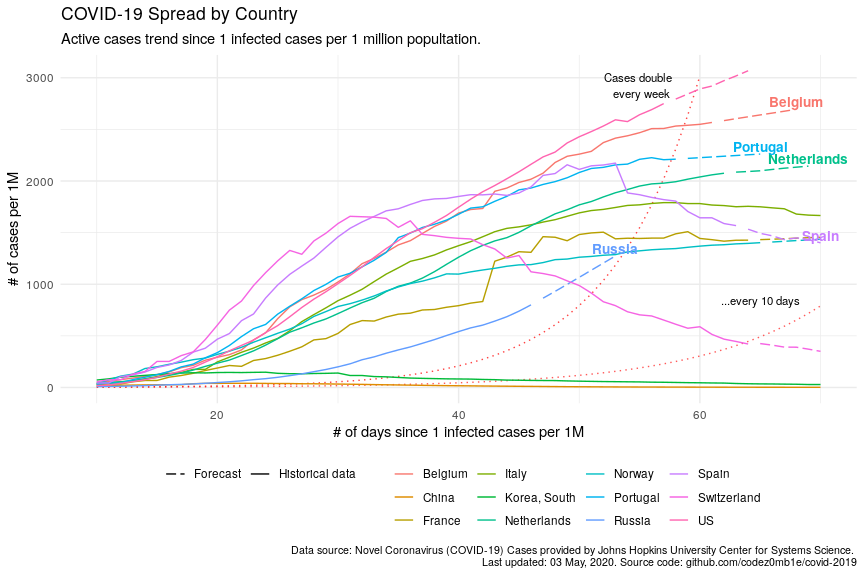 COVID-19 Spread by Country
Active cases trend since 1 infected cases per 1 million popultation.
# of cases per 1M
3000
2000
1000
0
Cases double
every week
Belgium
Portugal
Netherlands
Spain
Russia
...every 10 days
20
40
60
# of days since 1 infected cases per 1M
Forecast
Historical data
Belgium
Italy
Norway
Spain
China
Korea, South
Portugal
Switzerland
France
Netherlands
Russia
US
Data source: Novel Coronavirus (COVID-19) Cases provided by Johns Hopkins University Center for Systems Science.
Last updated: 03 May, 2020. Source code: github.com/codez0mb1e/covid-2019